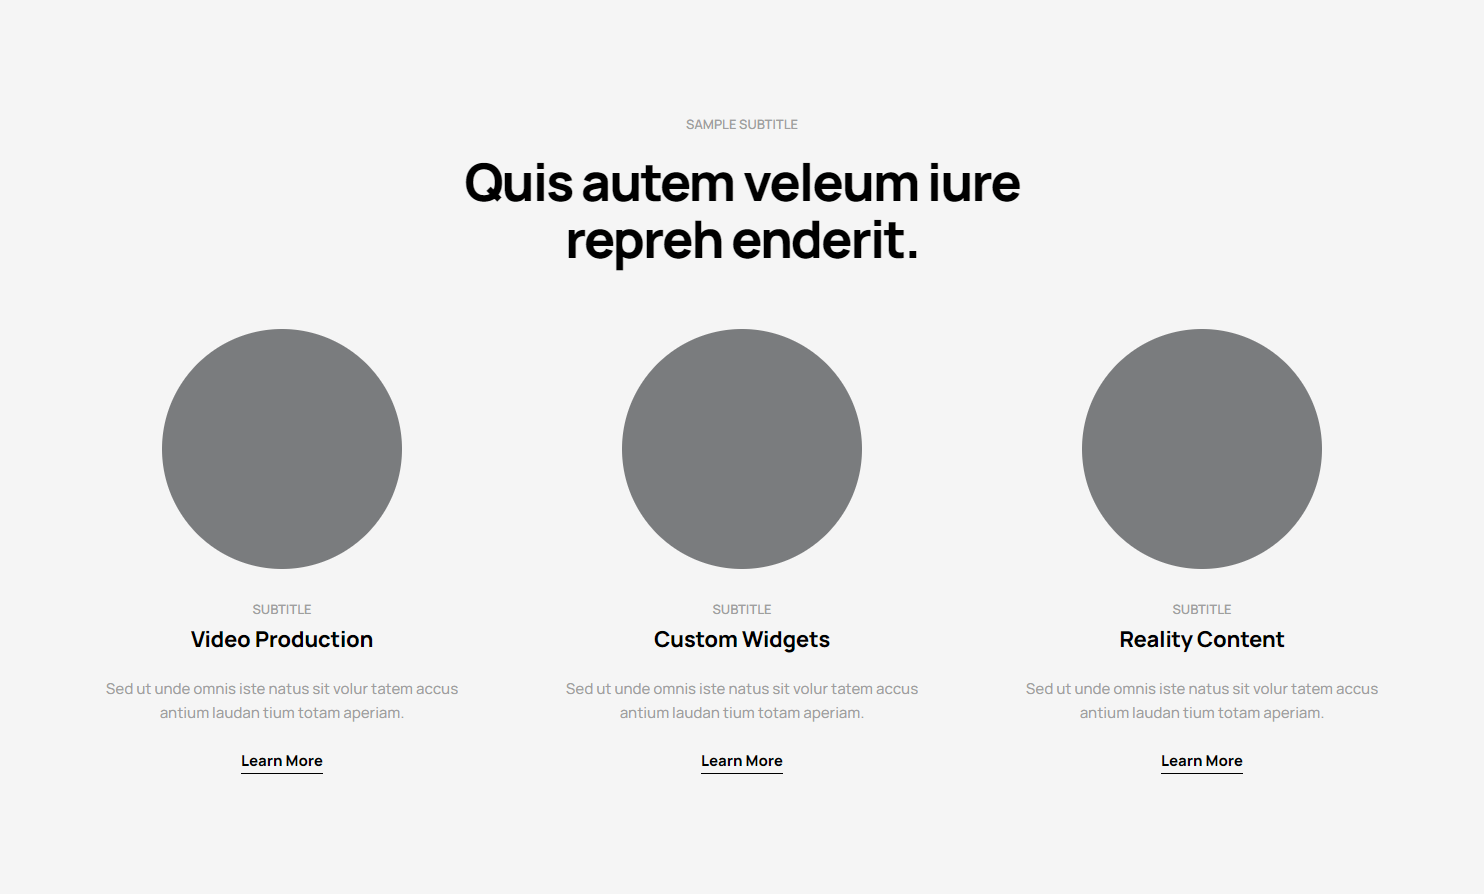 SAMPLE SUBTITLE
Quis autem veleum iure
repreh enderit.
SUBTITLE
Video Production
Sed ut unde omnis iste natus sit volur tatem accus
antium laudan tium totam aperiam.
Learn More
SUBTITLE
Custom Widgets
Sed ut unde omnis iste natus sit volur tatem accus
antium laudan tium totam aperiam.
Learn More
SUBTITLE
Reality Content
Sed ut unde omnis iste natus sit volur tatem accus
antium laudan tium totam aperiam.
Learn More